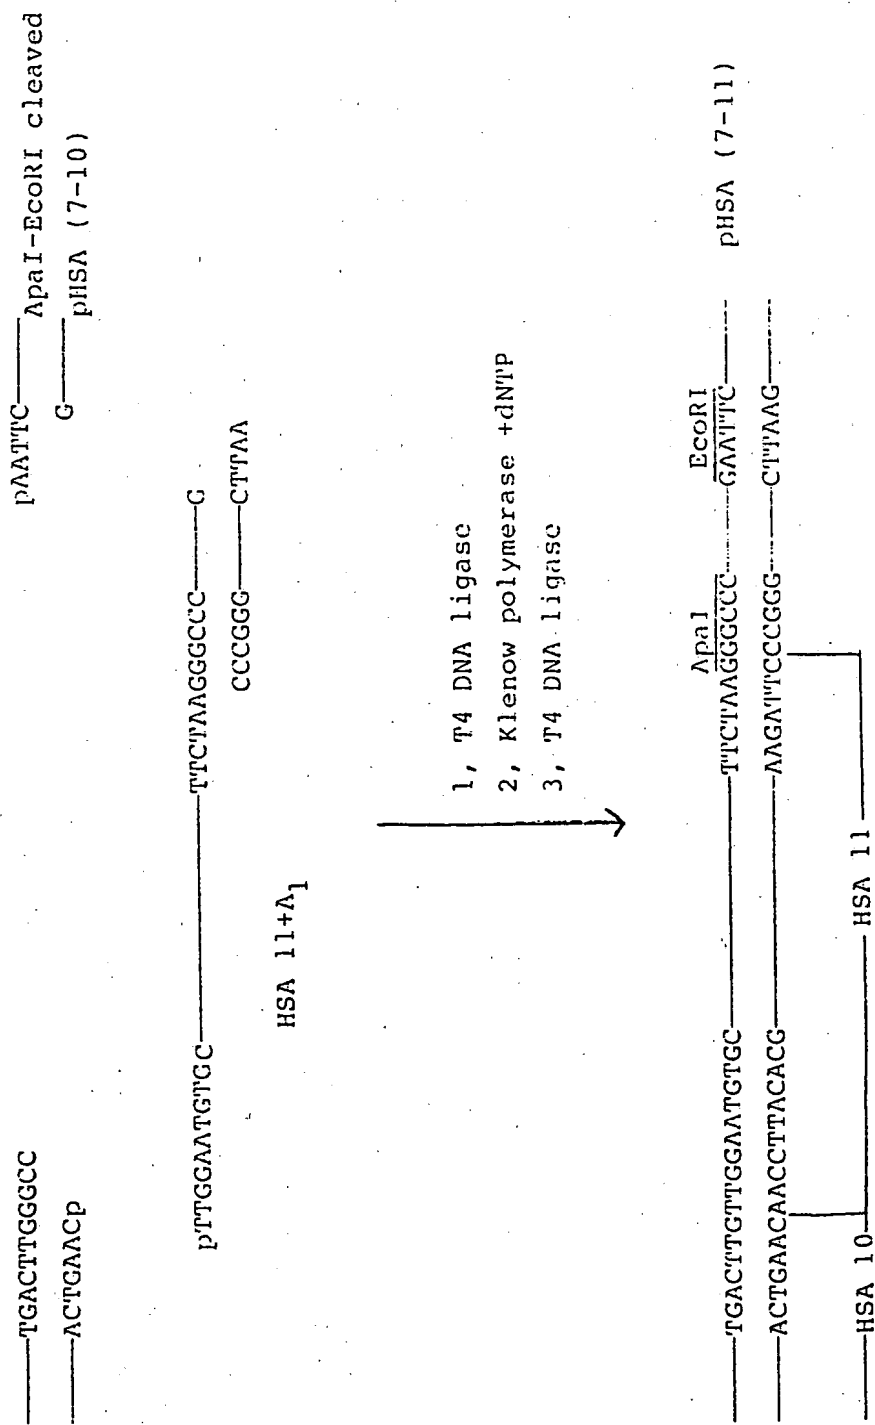 TGACTTGGGCC pAATTC
ApaI-EcoRI cleaved
ACTGAACp G
pHSA (7-10)
pTTGGAATGTGC TTCTAAGGGCCC G
CCCGGG CTTAA
HSA 11+A1
1, T4 DNA ligase
2, Klenow polymerase +dNTP
3, T4 DNA ligase
ApaI EcoRI
TGACTTGTTGGAATGTGC TTCTAAGGGCCC GAATTC
pHSA (7-11)
ACTGAACAACCTTACACG AAGATTCCCGGG CTTAAG
HSA 10 HSA 11